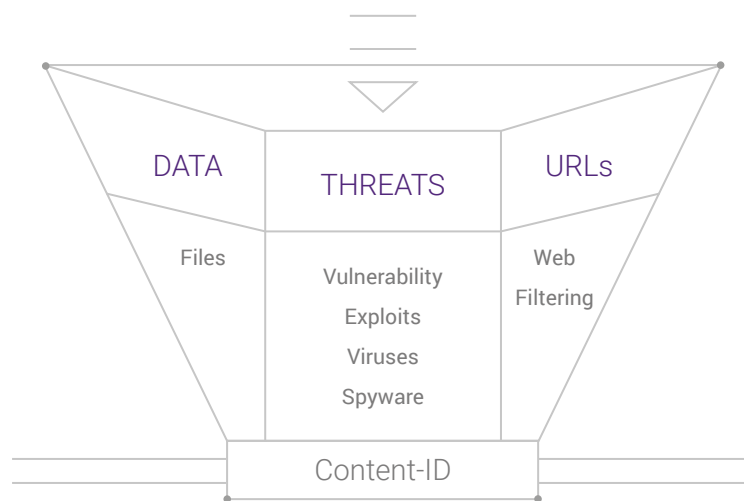 DATA
THREATS
URLs
Files
Vulnerability
Exploits
Viruses
Spyware
Web
Filtering
Content-ID